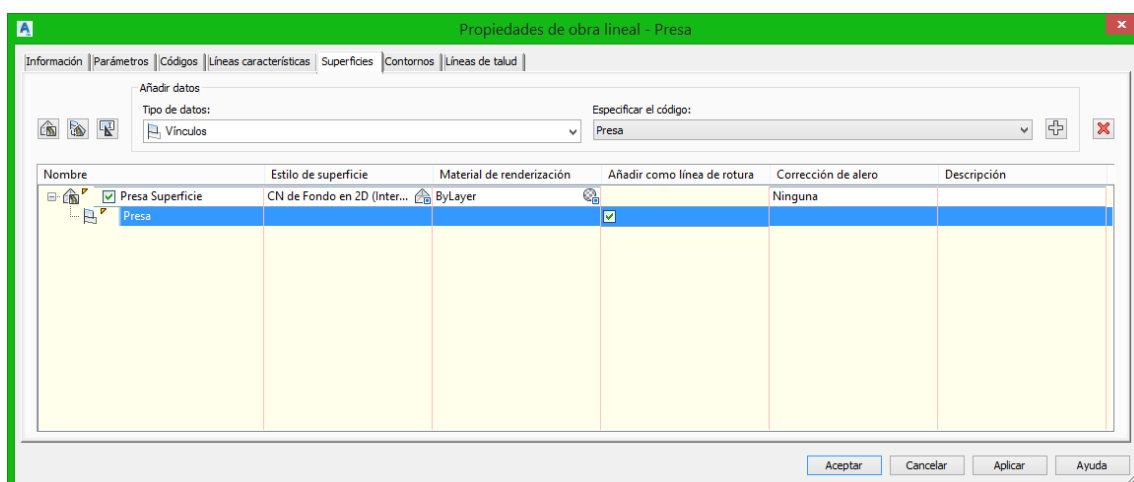 Propiedades de obra lineal - Presa
Información Parámetros Códigos Líneas características Superficies Contornos Líneas de talud
Añadir datos
Tipo de datos: Especificar el código:
Vínculos Presa
Nombre Estilo de superficie Material de renderización Añadir como línea de rotura Corrección de alero Descripción
Presa Superficie CN de Fondo en 2D (Inter... ByLayer Ninguna
Presa
Aceptar Cancelar Aplicar Ayuda